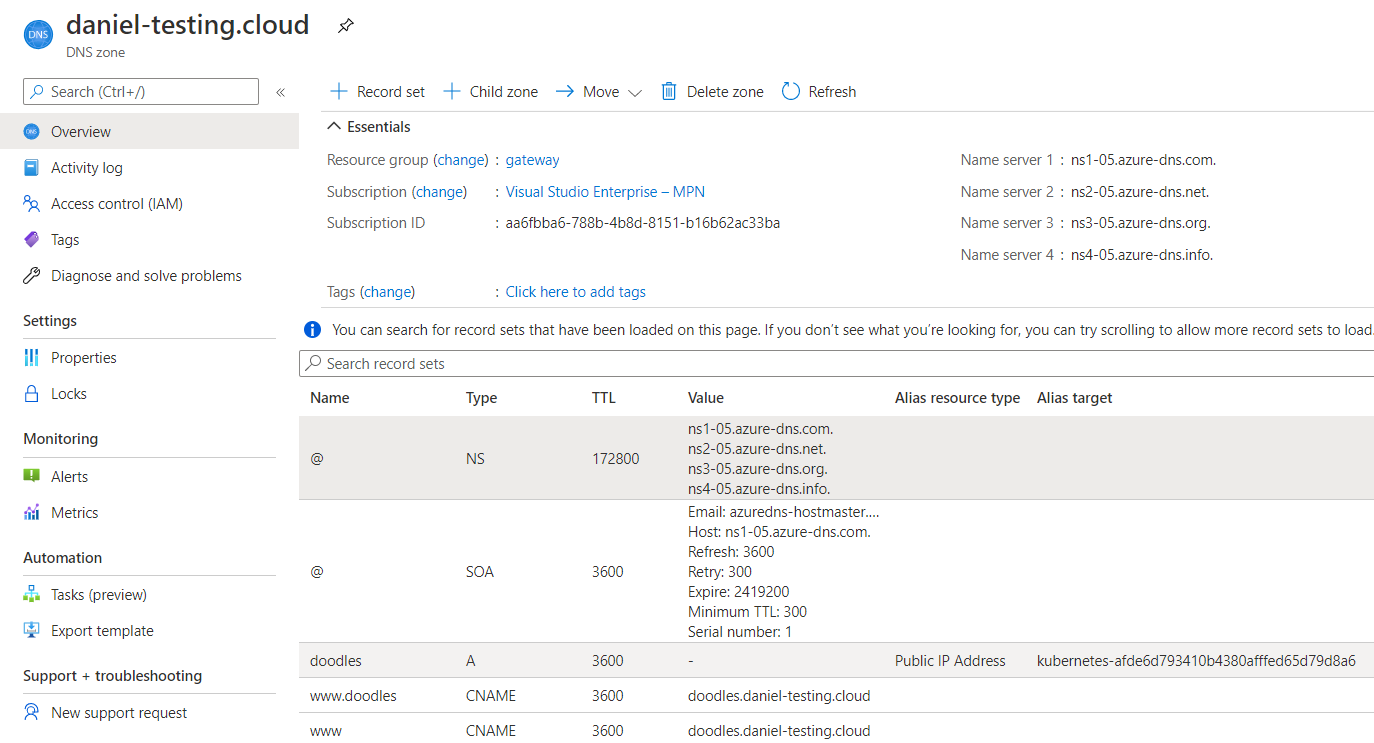 DNS
daniel-testing.cloud
DNS zone
Search (Ctrl+/)
«
Overview
Activity log
Access control (IAM)
Tags
Diagnose and solve problems
Settings
Properties
Locks
Monitoring
Alerts
Metrics
Automation
Tasks (preview)
Export template
Support + troubleshooting
New support request
Record set Child zone Move Delete zone Refresh
Essentials
Resource group (change) : gateway
Subscription (change) : Visual Studio Enterprise – MPN
Subscription ID : aa6fbba6-788b-4b8d-8151-b16b62ac33ba
Name server 1 : ns1-05.azure-dns.com.
Name server 2 : ns2-05.azure-dns.net.
Name server 3 : ns3-05.azure-dns.org.
Name server 4 : ns4-05.azure-dns.info.
Tags (change) : Click here to add tags
You can search for record sets that have been loaded on this page. If you don't see what you're looking for, you can try scrolling to allow more record sets to load.
Search record sets
Name Type TTL Value Alias resource type Alias target
@ NS 172800 ns1-05.azure-dns.com.
ns2-05.azure-dns.net.
ns3-05.azure-dns.org.
ns4-05.azure-dns.info.
@ SOA 3600 Email: azuredns-hostmaster....
Host: ns1-05.azure-dns.com.
Refresh: 3600
Retry: 300
Expire: 2419200
Minimum TTL: 300
Serial number: 1
doodles A 3600 - Public IP Address kubernetes-afde6d793410b4380afffed65d79d8a6
www.doodles CNAME 3600 doodles.daniel-testing.cloud
www CNAME 3600 doodles.daniel-testing.cloud